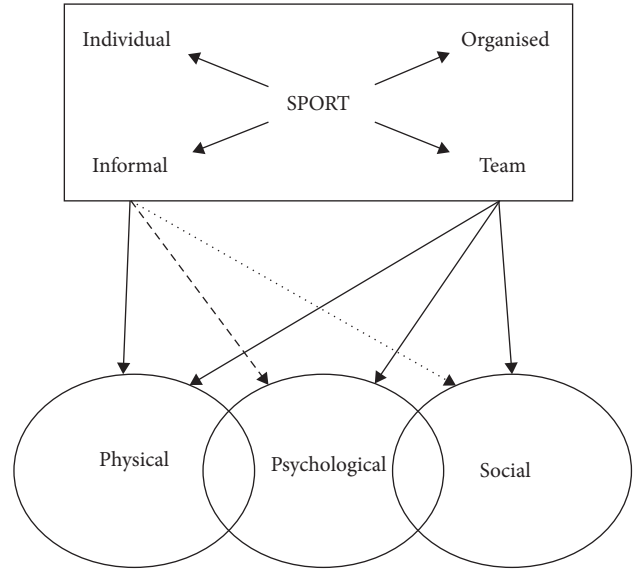 Individual
Organised
SPORT
Informal
Team
Physical
Psychological
Social